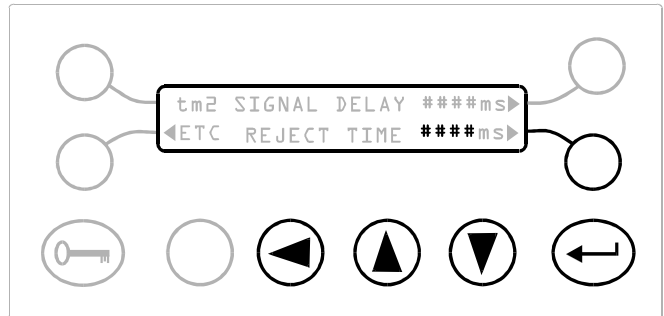 tm2 SIGNAL DELAY ####ms▶
◀ETC REJECT TIME ####ms▶